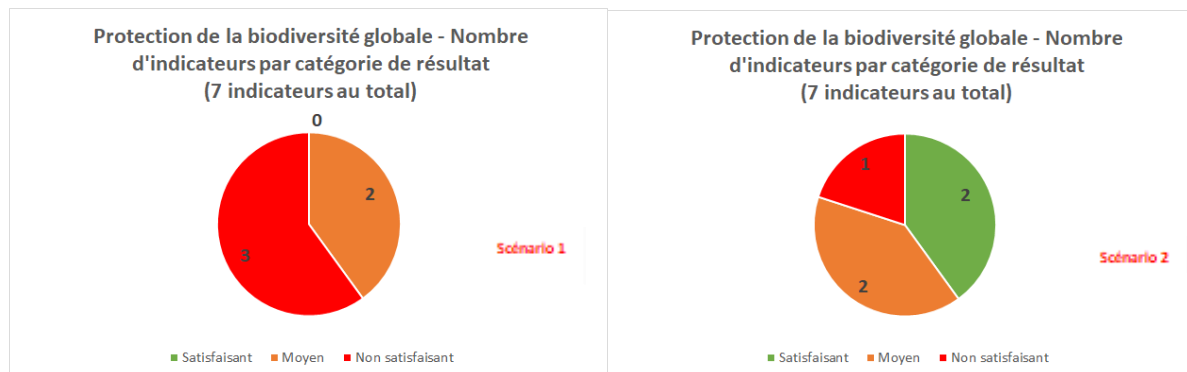 Protection de la biodiversité globale - Nombre
d'indicateurs par catégorie de résultat
(7 indicateurs au total)
0
2
3
Scénario 1
Satisfaisant Moyen Non satisfaisant
Protection de la biodiversité globale - Nombre
d'indicateurs par catégorie de résultat
(7 indicateurs au total)
1
2
2
Scénario 2
Satisfaisant Moyen Non satisfaisant